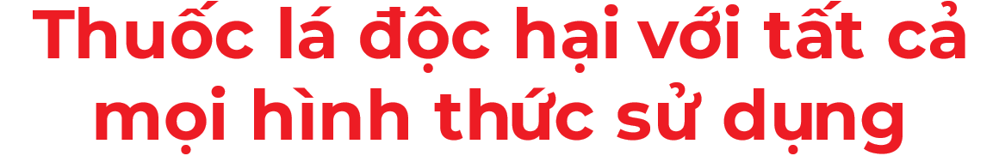 Thuốc lá độc hại với tất cả
mọi hình thức sử dụng